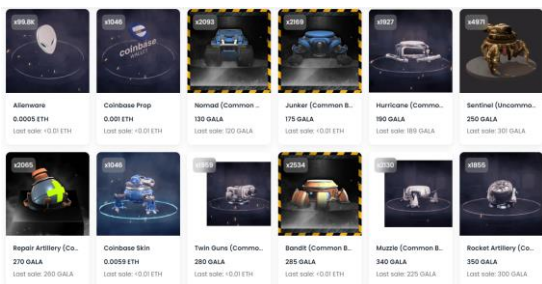 x99.8K
x1046
coinbase
WALLET
x2093
x2169
x1927
x4971
Alienware
Coinbase Prop
Nomad (Common ...
Junker (Common B...
Hurricane (Commo...
Sentinel (Uncommo...
0.0005 ETH
0.001 ETH
130 GALA
175 GALA
190 GALA
250 GALA
Last sale: <0.01 ETH
Last sale: <0.01 ETH
Last sale: 120 GALA
Last sale: <0.01 ETH
Last sale: 189 GALA
Last sale: 301 GALA
x2065
x1046
x1959
x2534
x2130
x1855
Repair Artillery (Co...
Coinbase Skin
Twin Guns (Commo...
Bandit (Common B...
Muzzle (Common B...
Rocket Artillery (Co...
270 GALA
0.0059 ETH
280 GALA
285 GALA
340 GALA
350 GALA
Last sale: 260 GALA
Last sale: <0.01 ETH
Last sale: <0.01 ETH
Last sale: <0.01 ETH
Last sale: 225 GALA
Last sale: 300 GALA